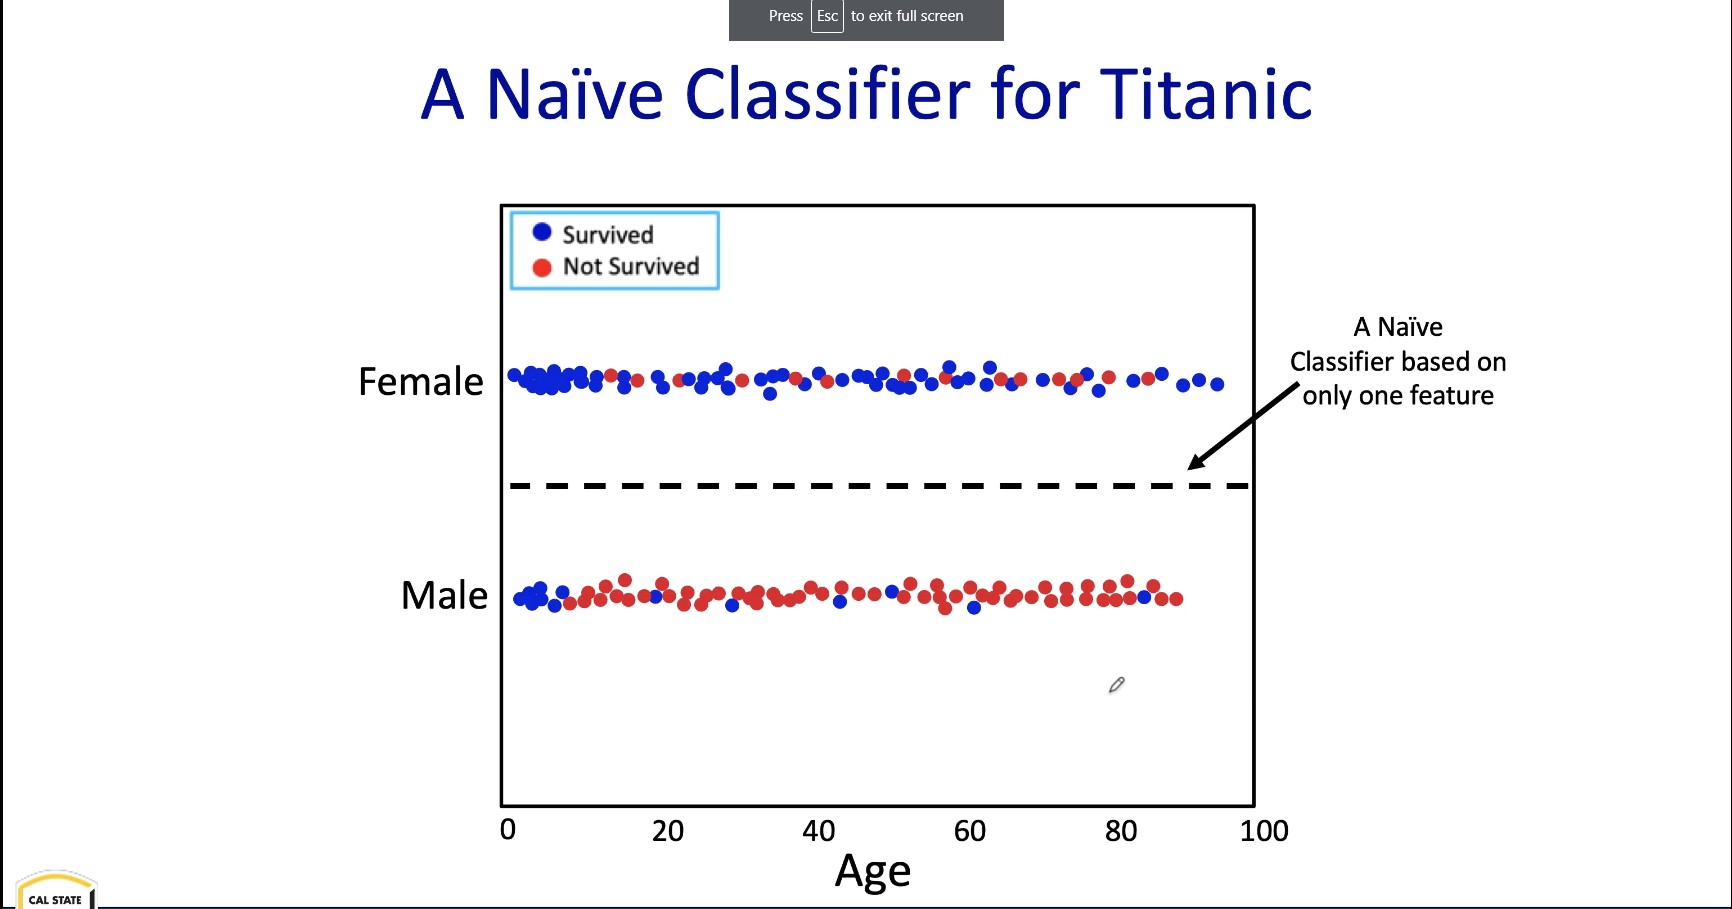 Press Esc to exit full screen
A Naïve Classifier for Titanic
Survived
Not Survived
A Naïve
Classifier based on
only one feature
Female
Male
0 20 40 60 80 100
Age
CAL STATE